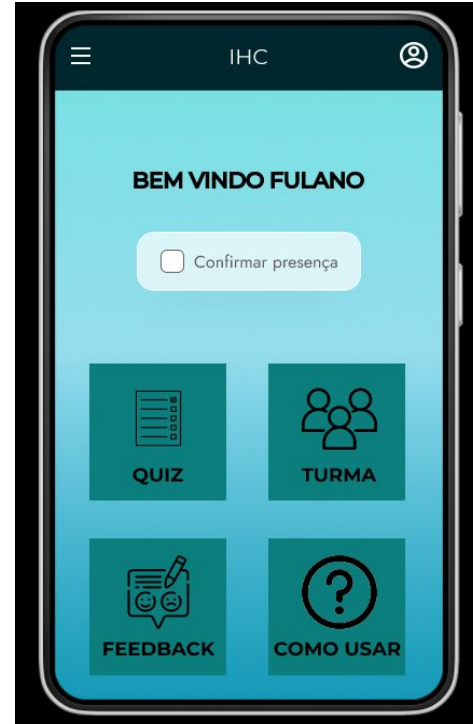 IHC
BEM VINDO FULANO
Confirmar presença
QUIZ
TURMA
FEEDBACK
COMO USAR